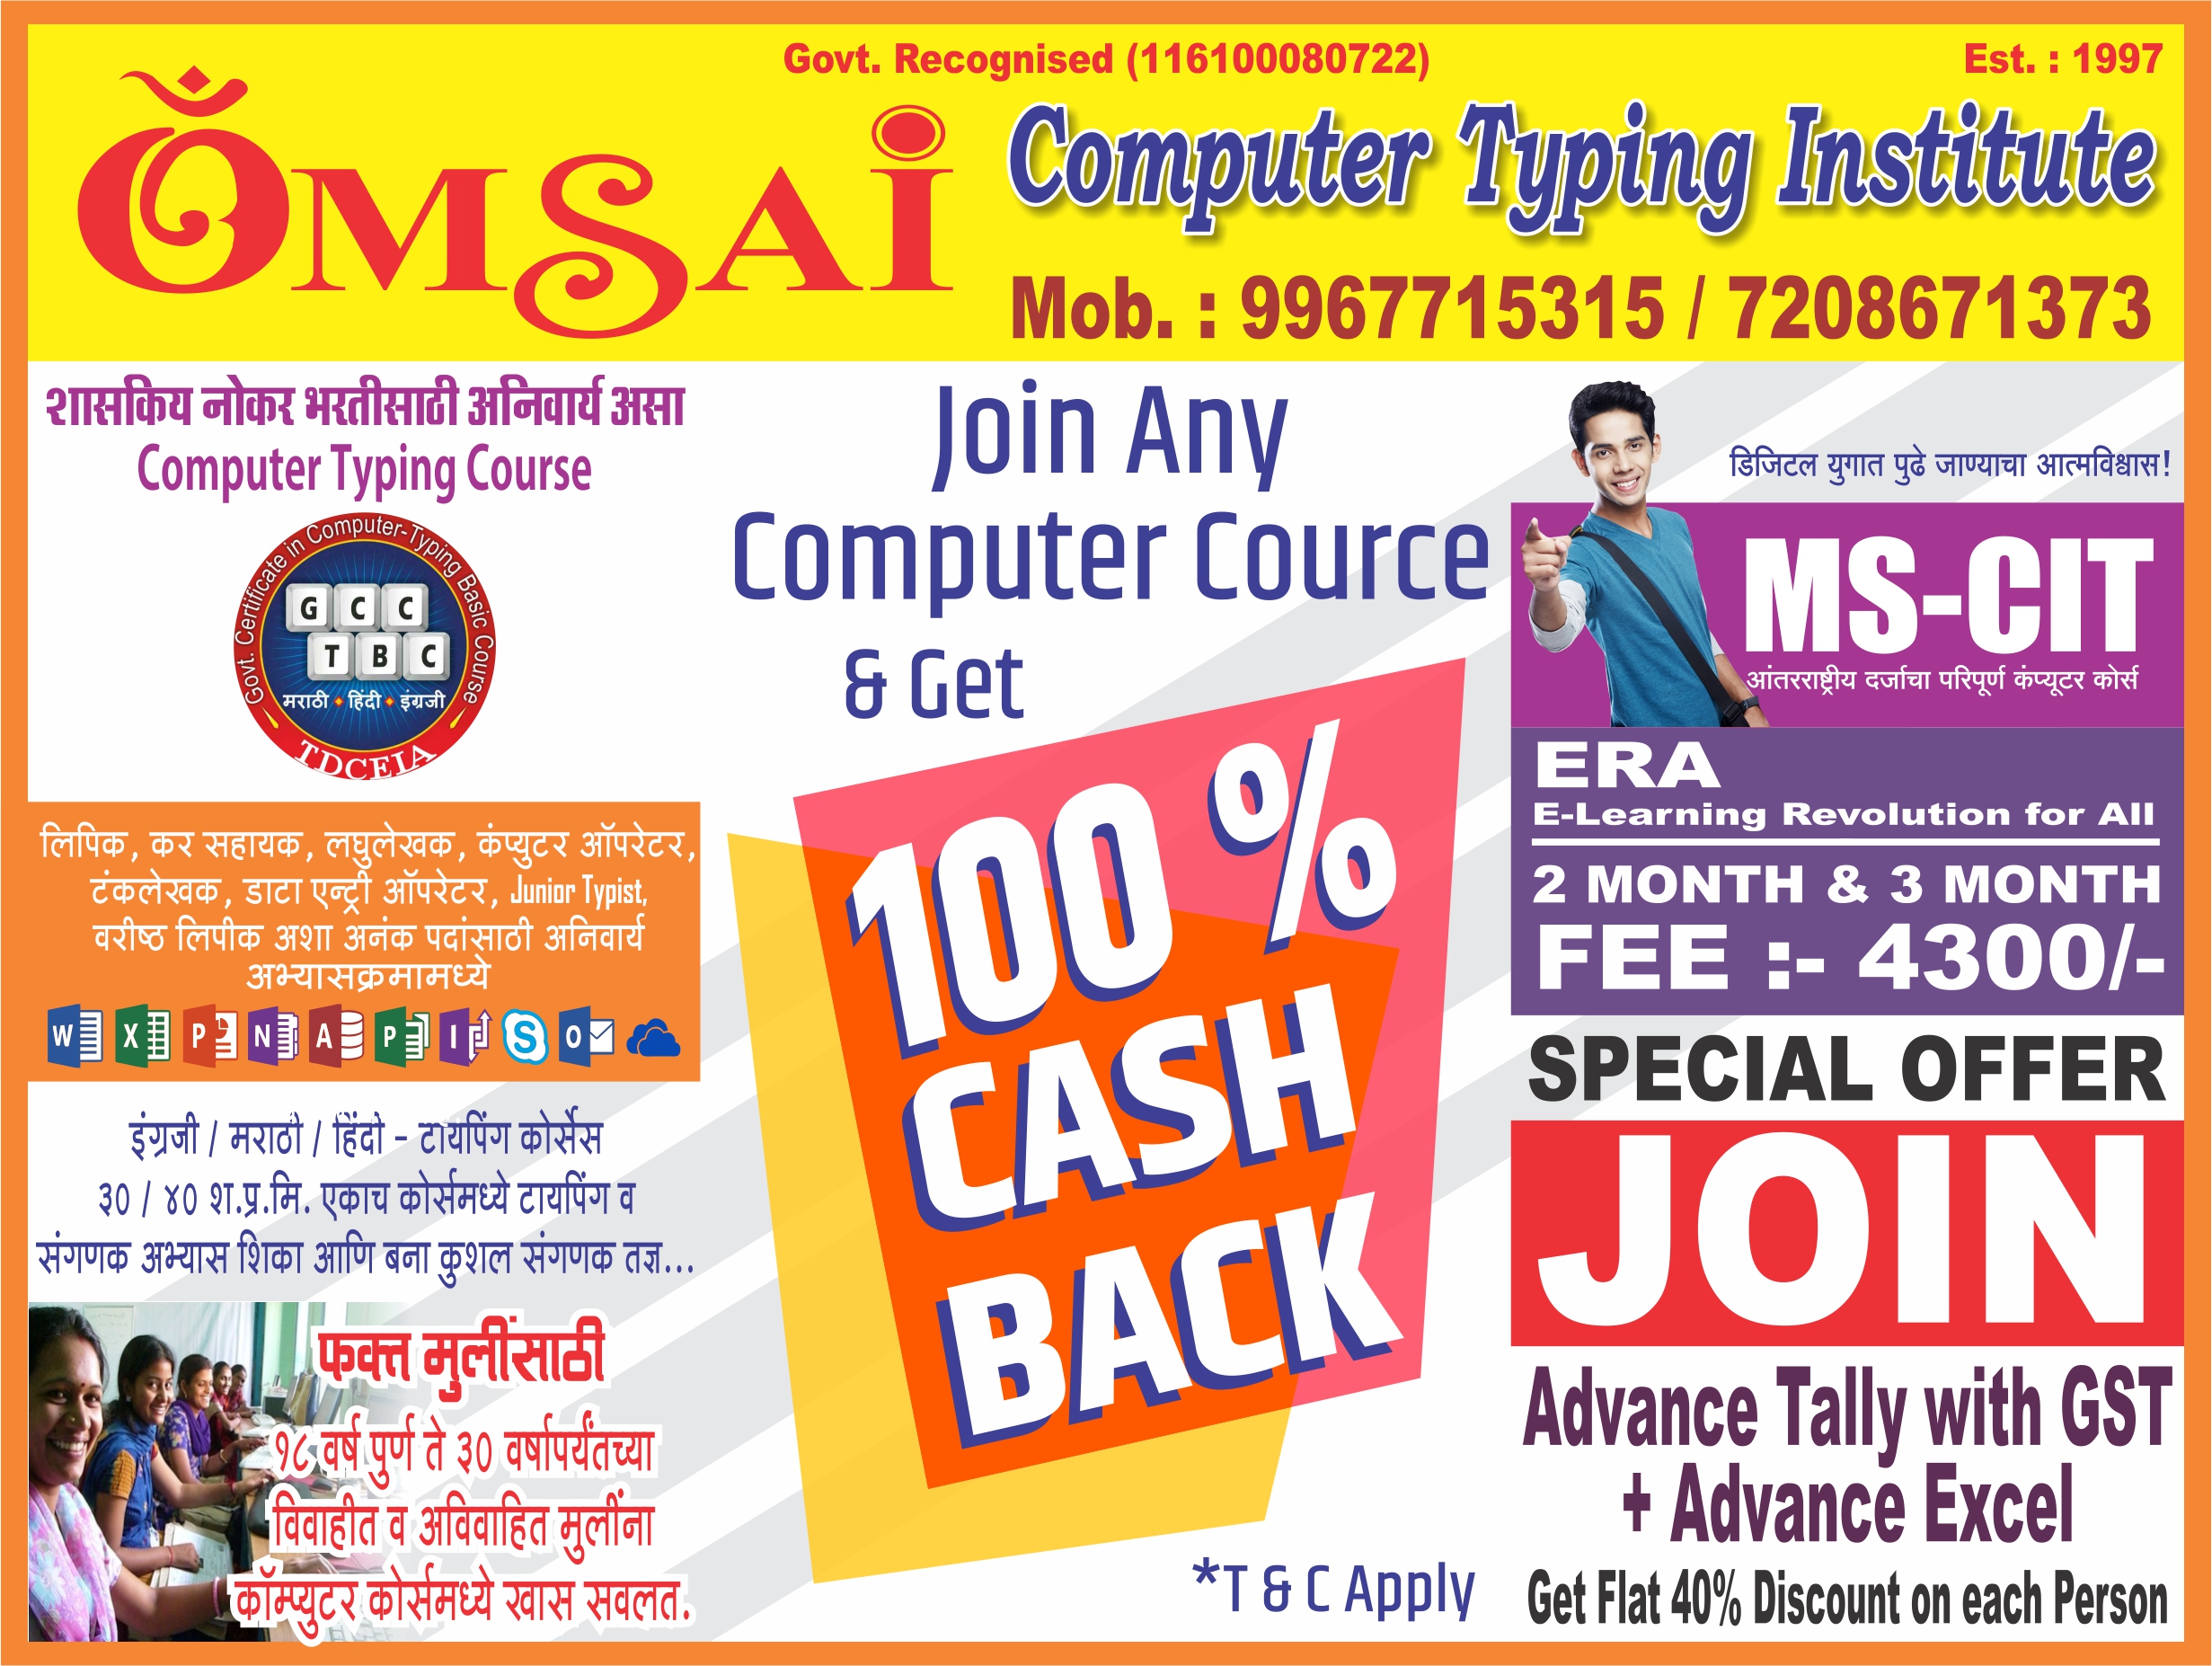 Govt. Recognised (116100080722)
Est. : 1997
OMSAI
Computer Typing Institute
Mob. : 9967715315 / 7208671373
शासकिय नोकर भरतीसाठी अनिवार्य असा
Computer Typing Course
Govt. Certificate in Computer-Typing Basic Course
G C C
T B C
मराठी ♦ हिंदी ♦ इंग्रजी
TDCEIA
लिपिक, कर सहायक, लघुलेखक, कंप्युटर ऑपरेटर,
टंकलेखक, डाटा एन्ट्री ऑपरेटर, Junior Typist,
वरीष्ठ लिपीक अशा अनंक पदांसाठी अनिवार्य
अभ्यासक्रमामध्ये
W X P N A P I S O
इंग्रजी / मराठी / हिंदी - टायपिंग कोर्सेस
३० / ४० श.प्र.मि. एकाच कोर्समध्ये टायपिंग व
संगणक अभ्यास शिका आणि बना कुशल संगणक तज्ञ...
फक्त मुलींसाठी
१८ वर्ष पुर्ण ते ३० वर्षापर्यंतच्या
विवाहीत व अविवाहित मुलींना
कॉम्प्युटर कोर्समध्ये खास सवलत.
Join Any
Computer Cource
& Get
100 %
CASH
BACK
*T & C Apply
डिजिटल युगात पुढे जाण्याचा आत्मविश्वास!
MS-CIT
आंतरराष्ट्रीय दर्जाचा परिपूर्ण कंप्यूटर कोर्स
ERA
E-Learning Revolution for All
2 MONTH & 3 MONTH
FEE :- 4300/-
SPECIAL OFFER
JOIN
Advance Tally with GST
+ Advance Excel
Get Flat 40% Discount on each Person